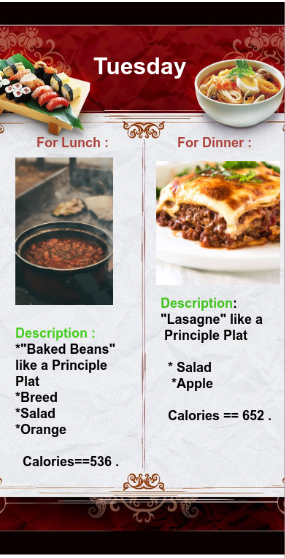 Tuesday
For Lunch :
For Dinner :
Description :
*"Baked Beans"
like a Principle
Plat
*Breed
*Salad
*Orange
Calories==536 .
Description:
"Lasagne" like a
Principle Plat
* Salad
*Apple
Calories == 652 .